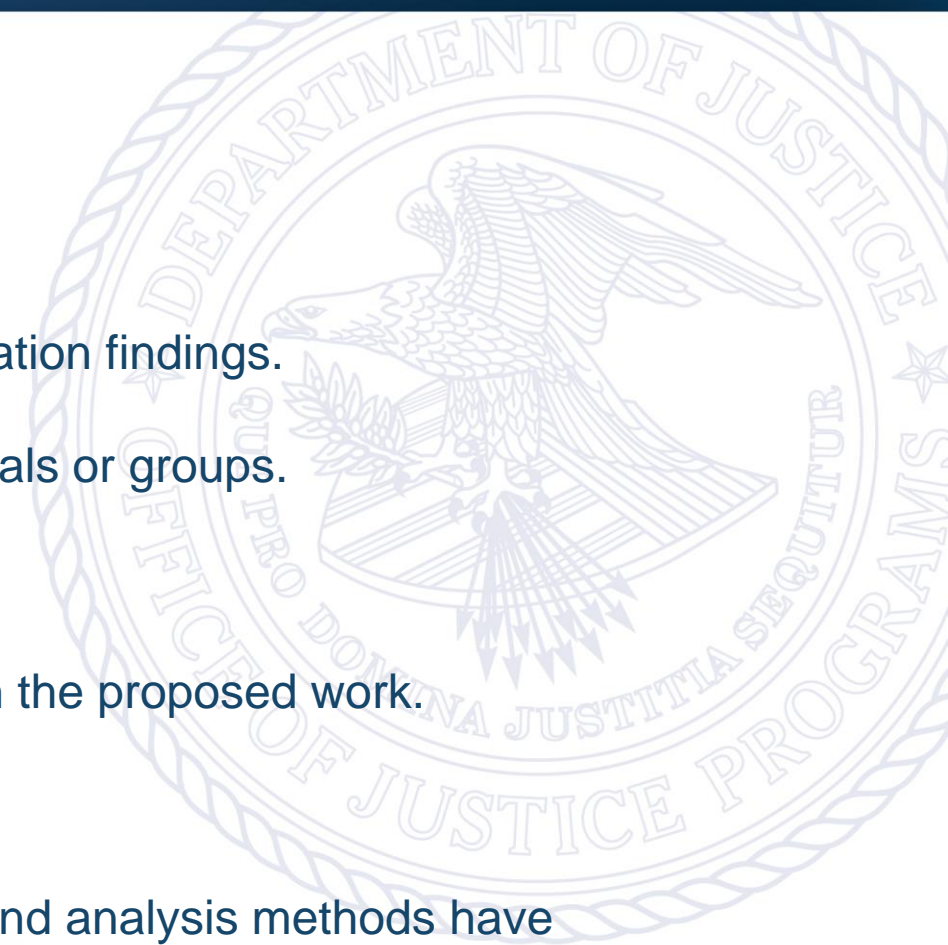 ation findings.
als or groups.
n the proposed work.
nd analysis methods have
DEPARTMENT OF JUSTICE
OFFICE OF JUSTICE PROGRAMS
QUI PRO DOMINA JUSTITIA SEQUITUR